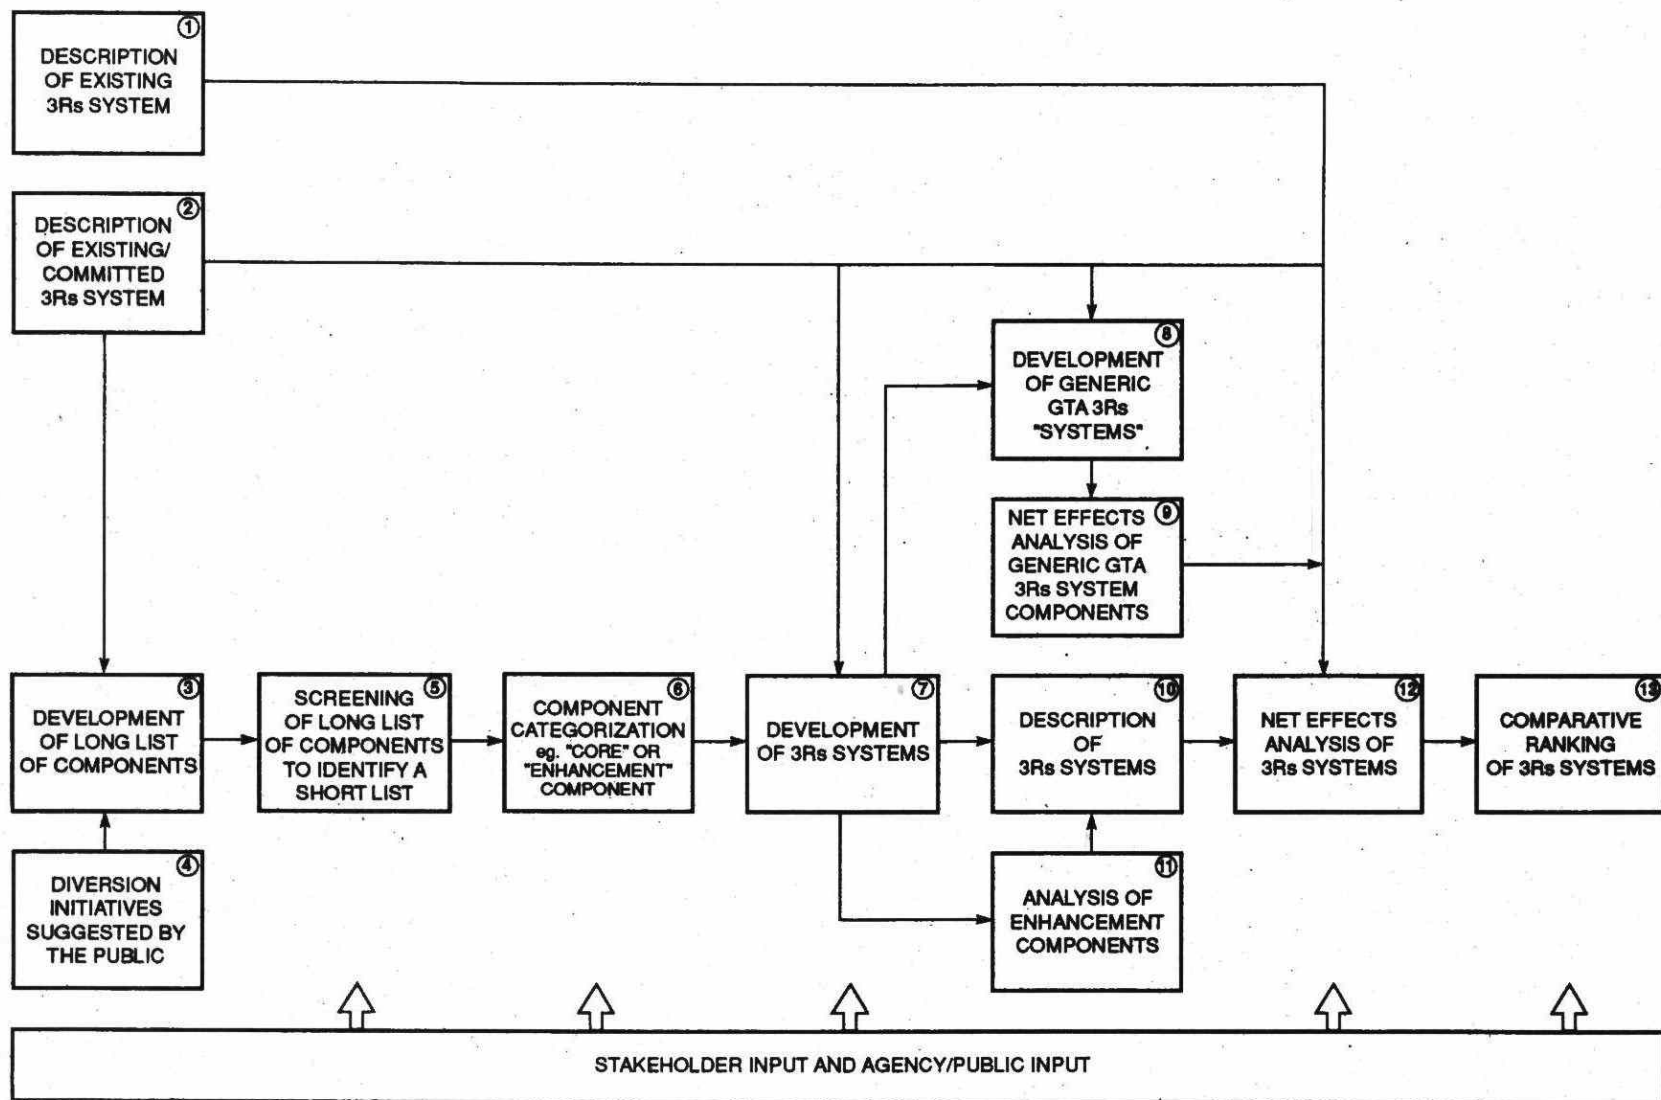 ①
DESCRIPTION
OF EXISTING
3Rs SYSTEM
②
DESCRIPTION
OF EXISTING/
COMMITTED
3Rs SYSTEM
⑧
DEVELOPMENT
OF GENERIC
GTA 3Rs
"SYSTEMS"
⑨
NET EFFECTS
ANALYSIS OF
GENERIC GTA
3Rs SYSTEM
COMPONENTS
③
DEVELOPMENT
OF LONG LIST
OF COMPONENTS
⑤
SCREENING
OF LONG LIST
OF COMPONENTS
TO IDENTIFY A
SHORT LIST
⑥
COMPONENT
CATEGORIZATION
eg. "CORE" OR
"ENHANCEMENT"
COMPONENT
⑦
DEVELOPMENT
OF 3Rs SYSTEMS
⑩
DESCRIPTION
OF
3Rs SYSTEMS
⑫
NET EFFECTS
ANALYSIS OF
3Rs SYSTEMS
⑬
COMPARATIVE
RANKING
OF 3Rs SYSTEMS
④
DIVERSION
INITIATIVES
SUGGESTED BY
THE PUBLIC
⑪
ANALYSIS OF
ENHANCEMENT
COMPONENTS
STAKEHOLDER INPUT AND AGENCY/PUBLIC INPUT